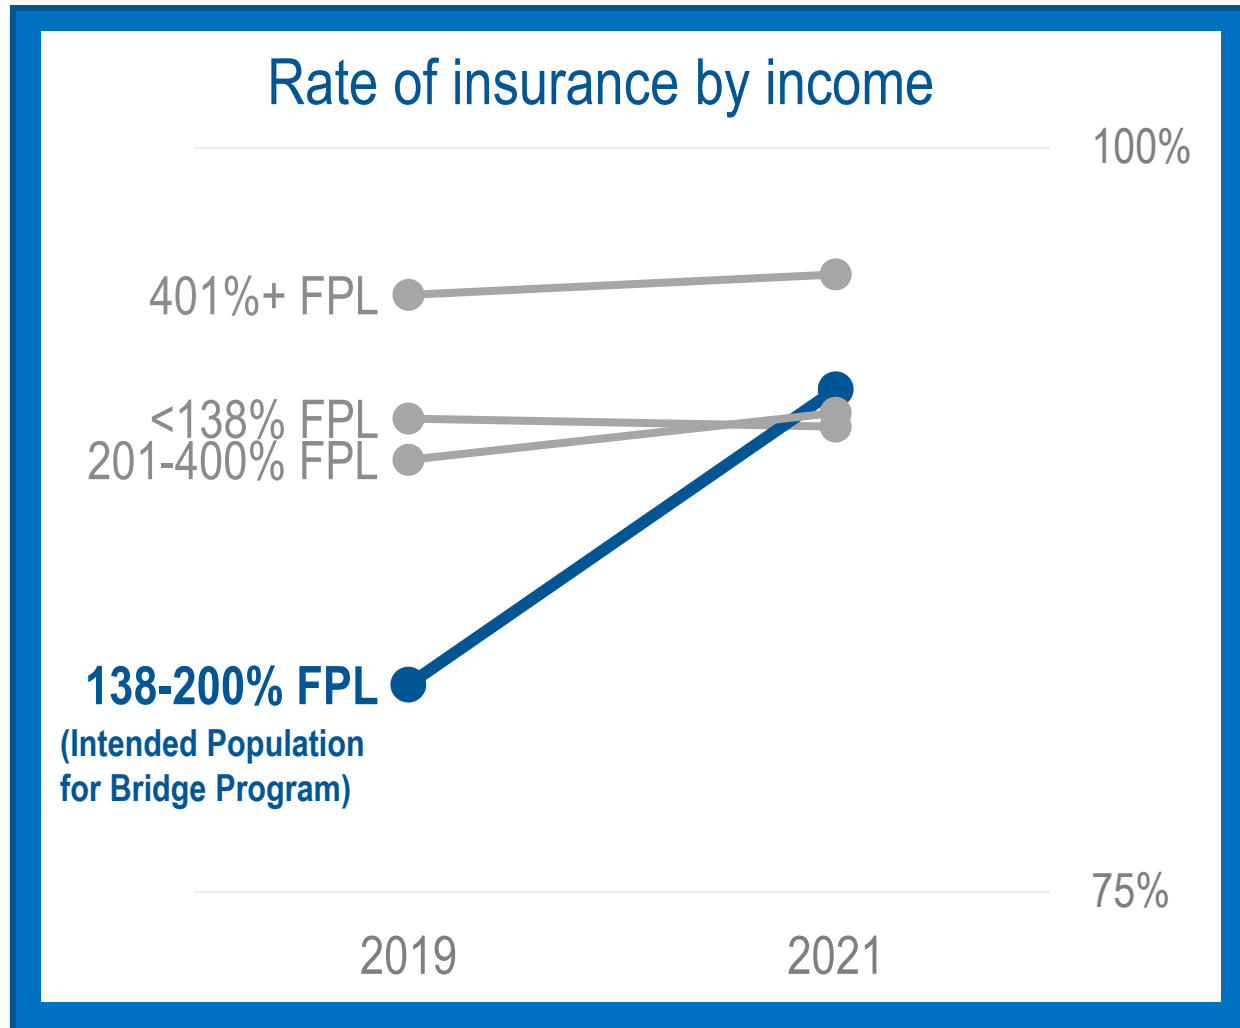 Rate of insurance by income
100%
401%+ FPL
<138% FPL
201-400% FPL
138-200% FPL
(Intended Population
for Bridge Program)
75%
2019
2021